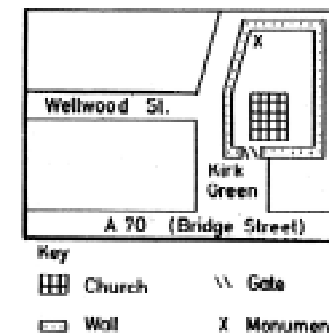 X
Wellwood St.
Kirk
Green
A 70 (Bridge Street)
Key
Church
Gate
Wall
X Monumen